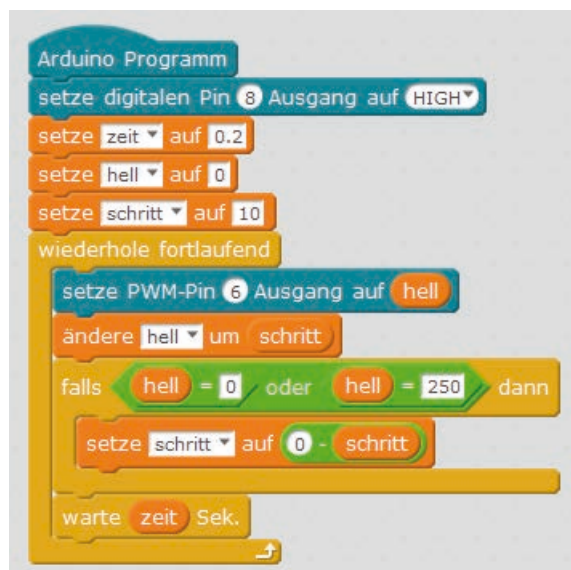 Arduino Programm
setze digitalen Pin 8 Ausgang auf HIGH
setze zeit auf 0.2
setze hell auf 0
setze schritt auf 10
wiederhole fortlaufend
setze PWM-Pin 6 Ausgang auf hell
ändere hell um schritt
falls hell = 0 oder hell = 250 dann
setze schritt auf 0 - schritt
warte zeit Sek.